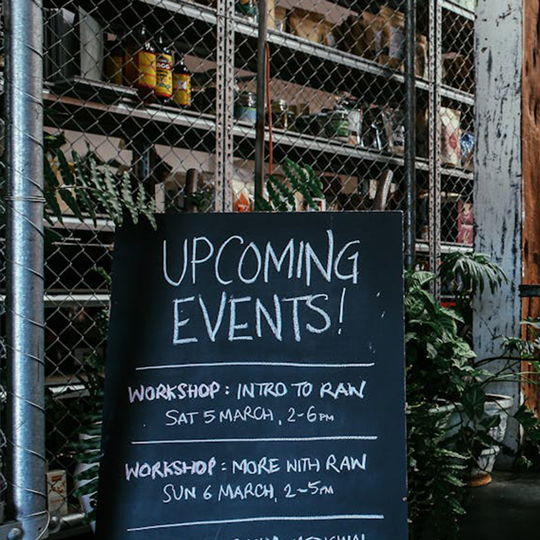 UPCOMING
EVENTS!
WORKSHOP: INTRO TO RAW
SAT 5 MARCH, 2-6PM
WORKSHOP: MORE WITH RAW
SUN 6 MARCH, 2-5PM